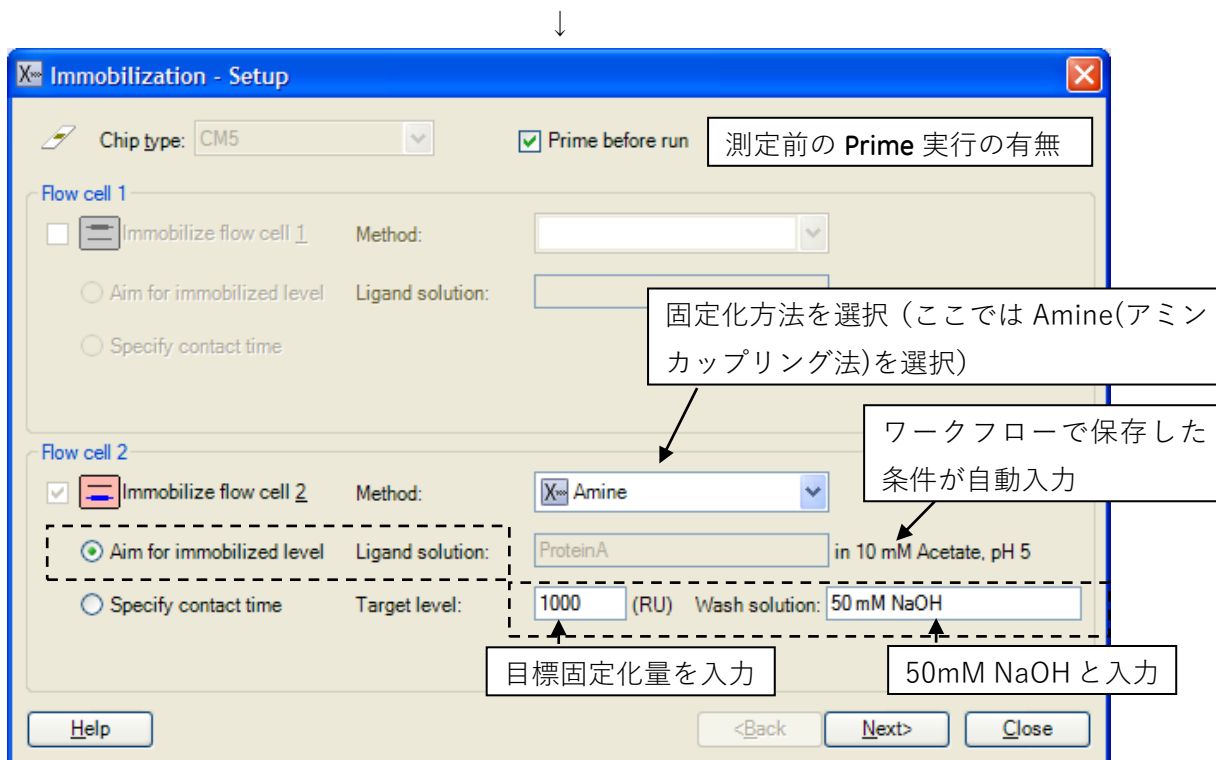 ↓
Immobilization - Setup
Chip type: CM5
Prime before run
測定前の Prime 実行の有無
Flow cell 1
Immobilize flow cell 1 Method:
Aim for immobilized level Ligand solution:
Specify contact time
固定化方法を選択（ここでは Amine(アミン
カップリング法)を選択）
Flow cell 2
ワークフローで保存した
条件が自動入力
Immobilize flow cell 2 Method: Amine
Aim for immobilized level Ligand solution: ProteinA in 10 mM Acetate, pH 5
Specify contact time Target level: 1000 (RU) Wash solution: 50 mM NaOH
目標固定化量を入力
50mM NaOH と入力
Help <Back Next> Close